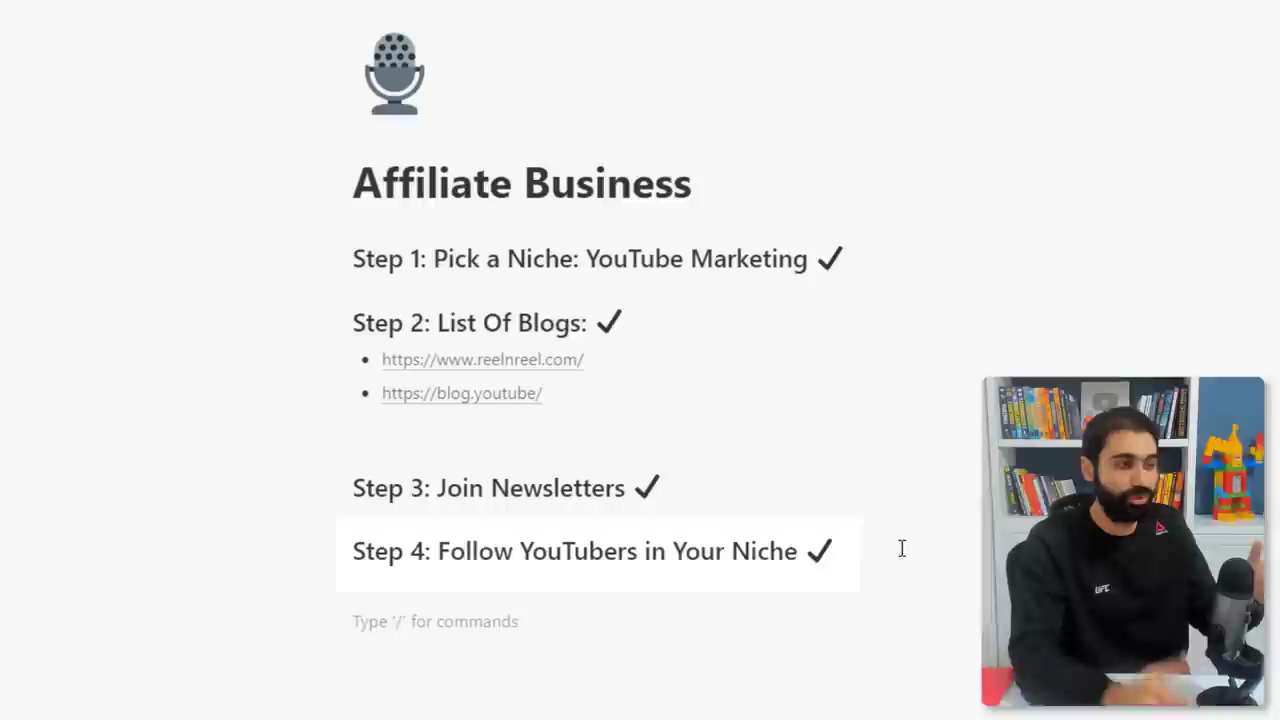 Affiliate Business
Step 1: Pick a Niche: YouTube Marketing ✓
Step 2: List Of Blogs: ✓
• https://www.reelnreel.com/
• https://blog.youtube/
Step 3: Join Newsletters ✓
Step 4: Follow YouTubers in Your Niche ✓
Type '/' for commands
UFC